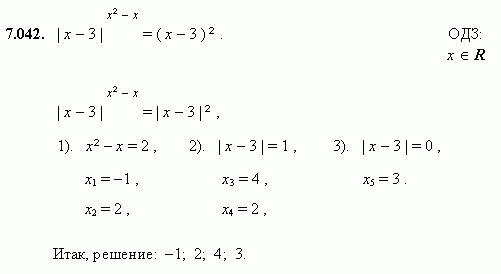 7.042. | x – 3 |^(x² – x) = ( x – 3 )². ОДЗ:
x ∈ R
| x – 3 |^(x² – x) = | x – 3 |²,
1). x² – x = 2 , 2). | x – 3 | = 1 , 3). | x – 3 | = 0 ,
x₁ = –1 , x₃ = 4 , x₅ = 3 .
x₂ = 2 , x₄ = 2 ,
Итак, решение: –1; 2; 4; 3.